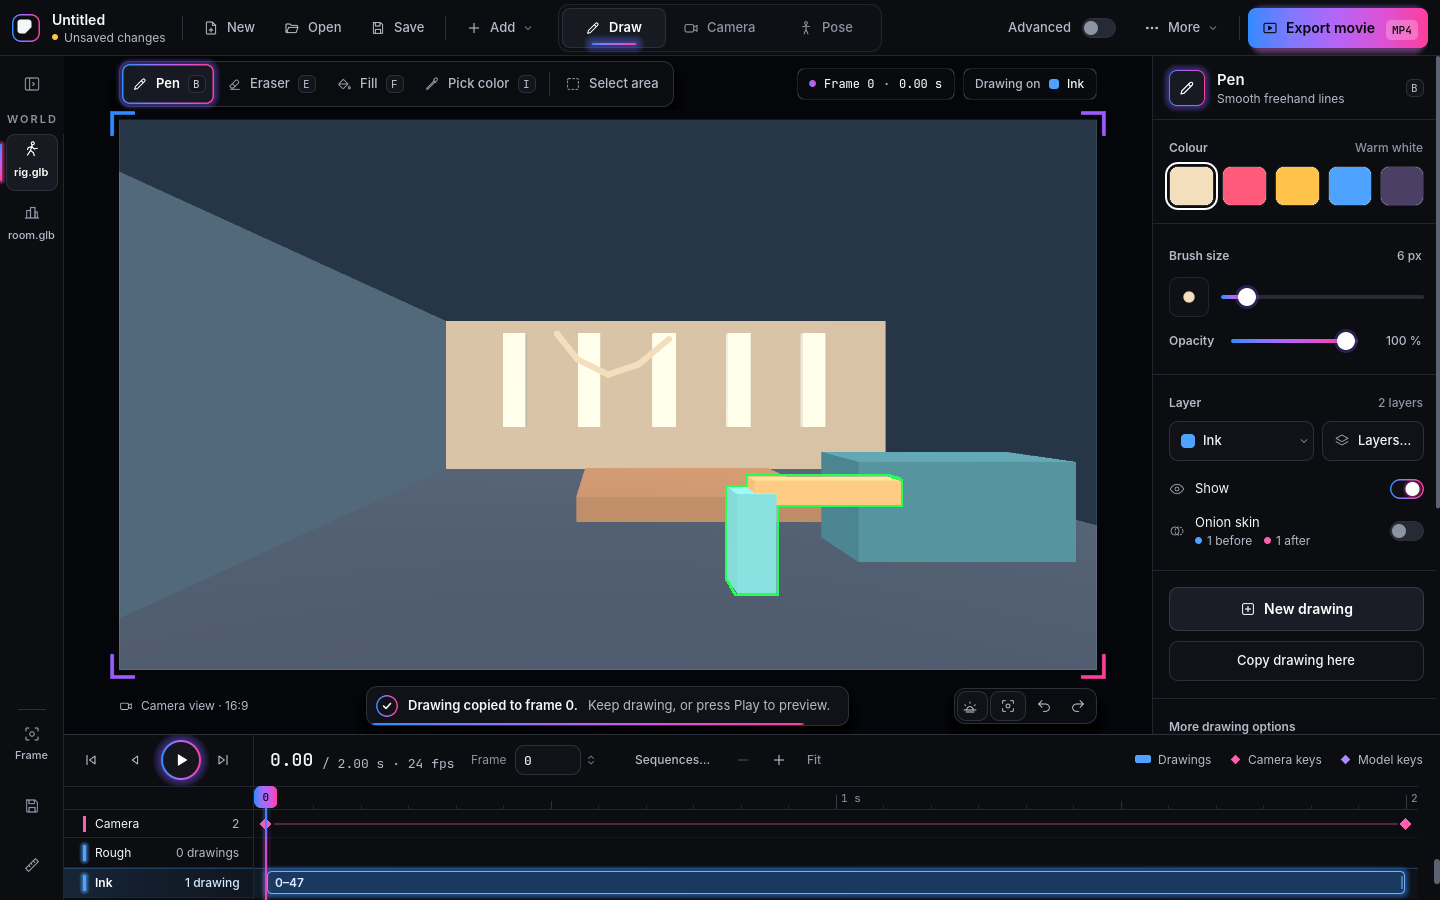 Untitled
Unsaved changes
New
Open
Save
Add
Draw
Camera
Pose
Advanced
More
Export movie MP4
WORLD
rig.glb
room.glb
Frame
Pen B
Eraser E
Fill F
Pick color I
Select area
Frame 0 · 0.00 s
Drawing on Ink
Camera view · 16:9
Drawing copied to frame 0. Keep drawing, or press Play to preview.
Pen
Smooth freehand lines
B
Colour Warm white
Brush size 6 px
Opacity 100 %
Layer 2 layers
Ink
Layers...
Show
Onion skin
1 before 1 after
New drawing
Copy drawing here
More drawing options
0.00 / 2.00 s · 24 fps
Frame 0
Sequences...
Fit
Drawings
Camera keys
Model keys
0 1 s 2
Camera 2
Rough 0 drawings
Ink 1 drawing
0–47